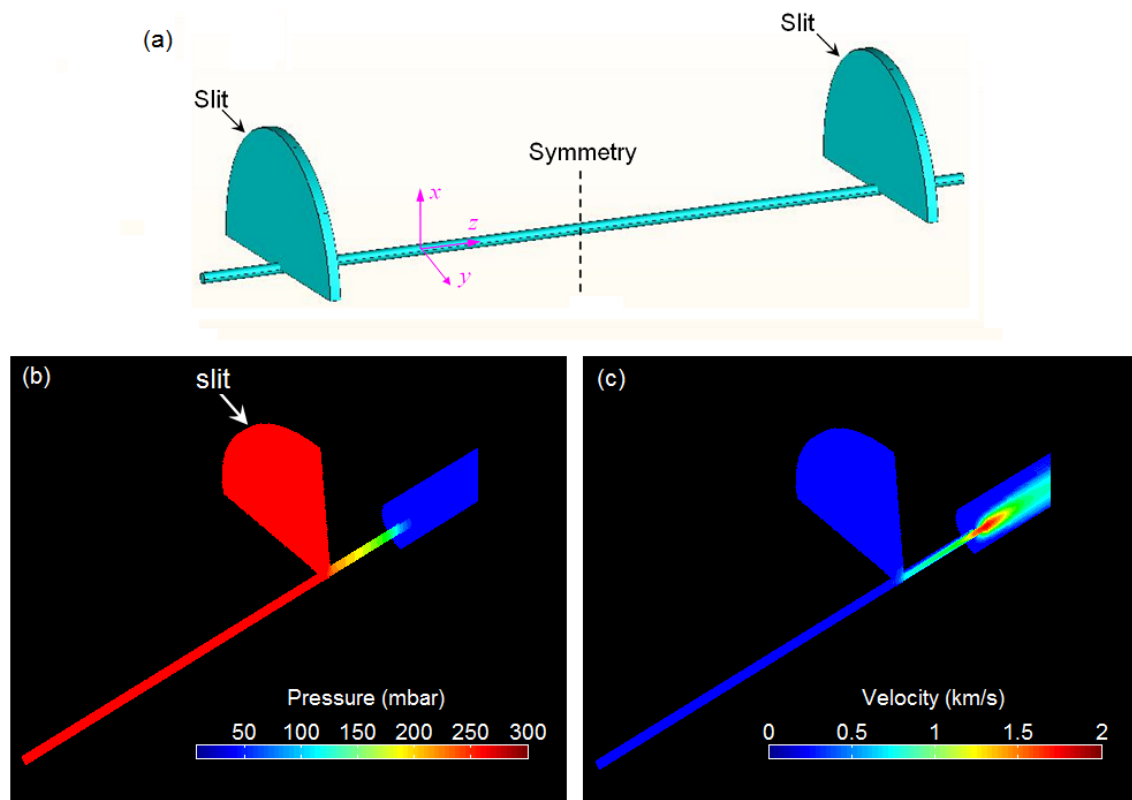 (a)
Slit
Slit
Symmetry
x
z
y
(b)
slit
Pressure (mbar)
50 100 150 200 250 300
(c)
Velocity (km/s)
0 0.5 1 1.5 2